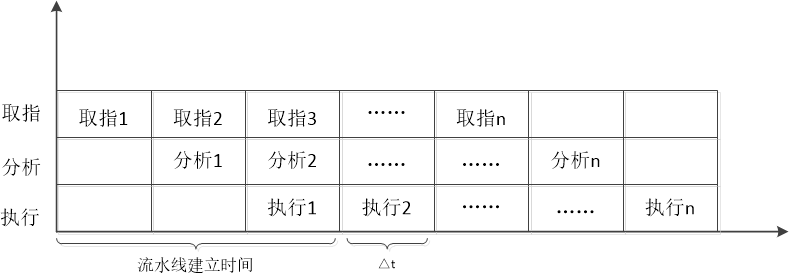 取指 取指1 取指2 取指3 …… 取指n
分析 分析1 分析2 …… …… 分析n
执行 执行1 执行2 …… …… 执行n
流水线建立时间 △t